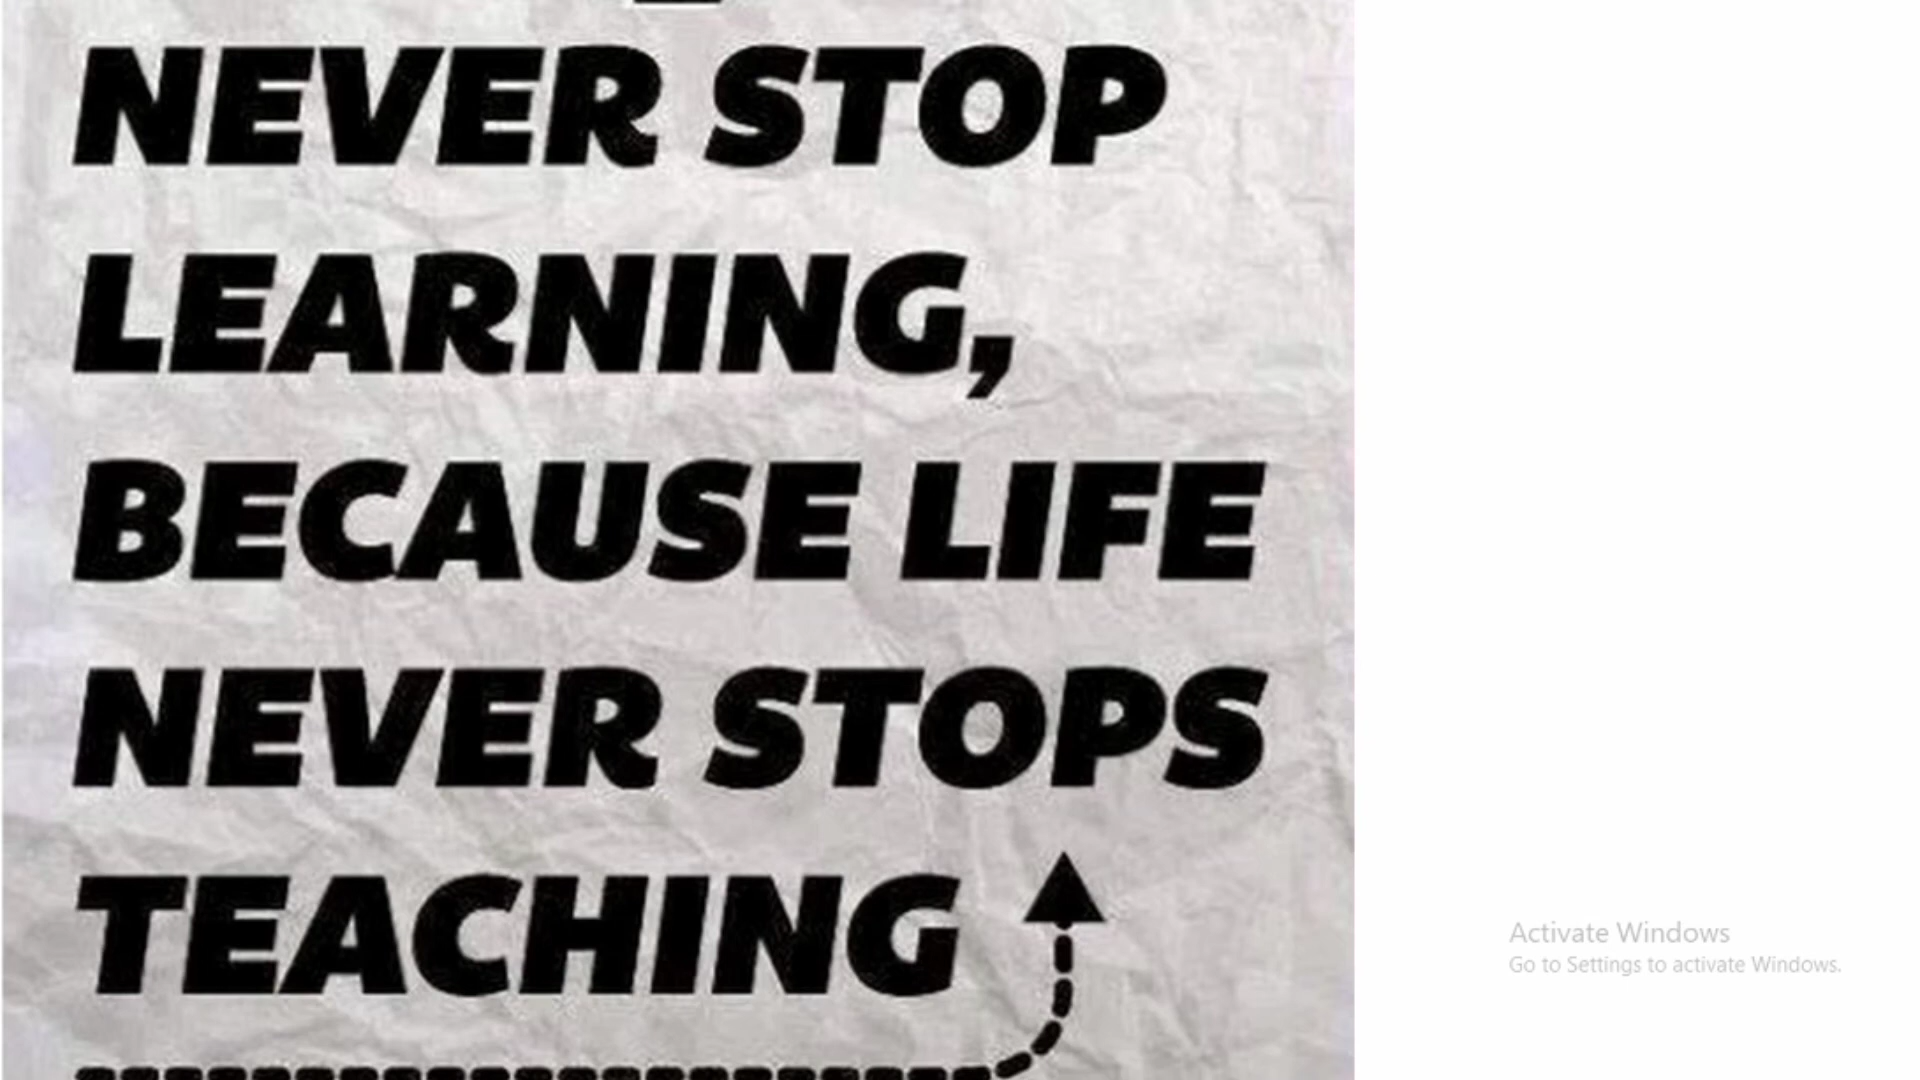 NEVER STOP
LEARNING,
BECAUSE LIFE
NEVER STOPS
TEACHING
Activate Windows
Go to Settings to activate Windows.